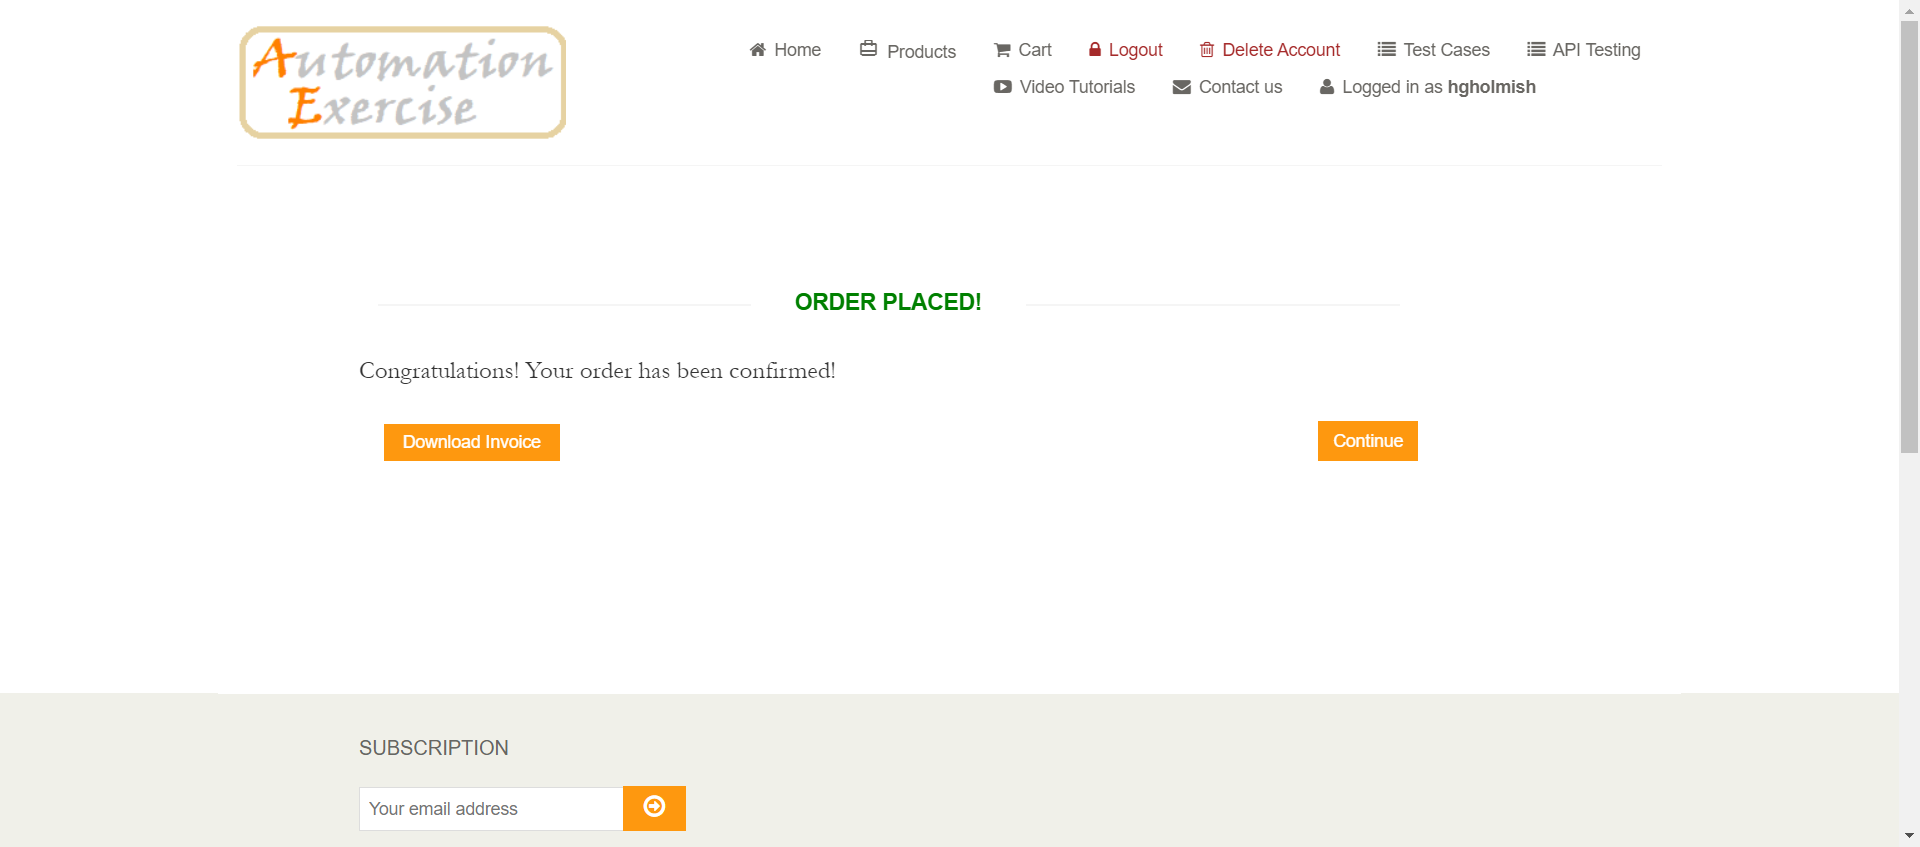 Automation
Exercise
Home Products Cart Logout Delete Account Test Cases API Testing
Video Tutorials Contact us Logged in as hgholmish
ORDER PLACED!
Congratulations! Your order has been confirmed!
Download Invoice Continue
SUBSCRIPTION
Your email address